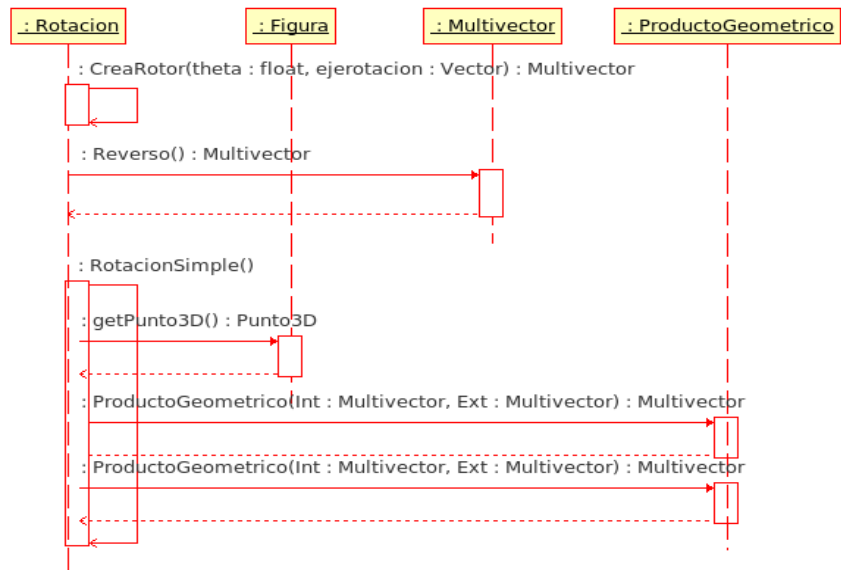 : Rotacion
: Figura
: Multivector
: ProductoGeometrico
: CreaRotor(theta : float, ejerotacion : Vector) : Multivector
: Reverso() : Multivector
: RotacionSimple()
: getPunto3D() : Punto3D
: ProductoGeometrico(Int : Multivector, Ext : Multivector) : Multivector
: ProductoGeometrico(Int : Multivector, Ext : Multivector) : Multivector